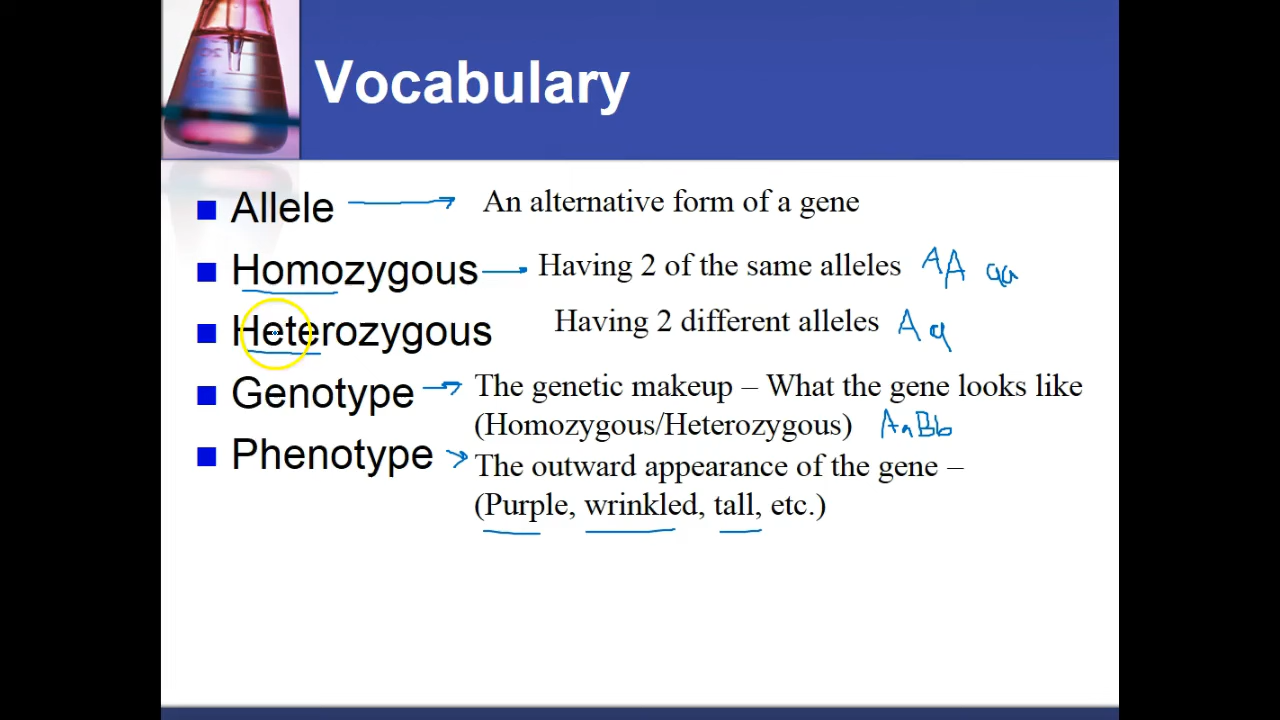 Vocabulary
Allele An alternative form of a gene
Homozygous Having 2 of the same alleles AA aa
Heterozygous Having 2 different alleles Aa
Genotype The genetic makeup – What the gene looks like
(Homozygous/Heterozygous) AaBb
Phenotype The outward appearance of the gene –
(Purple, wrinkled, tall, etc.)